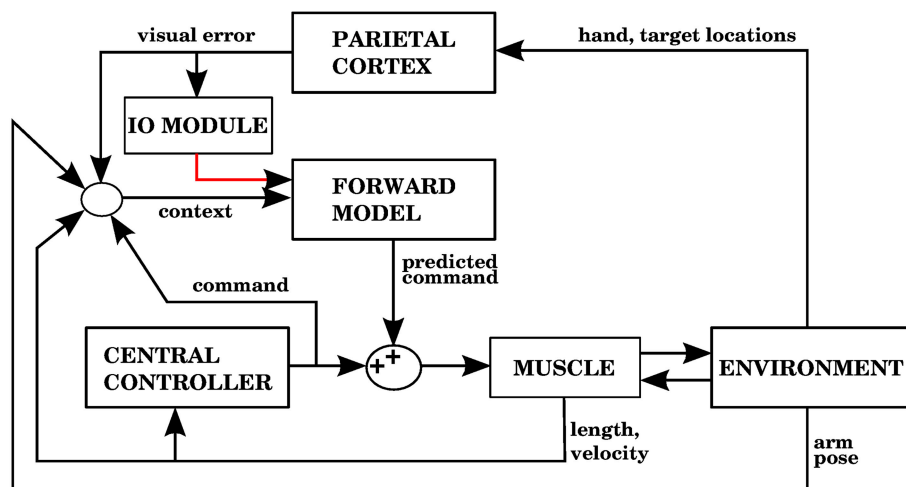 visual error
PARIETAL
CORTEX
hand, target locations
IO MODULE
FORWARD
MODEL
context
predicted
command
command
CENTRAL
CONTROLLER
+
+
MUSCLE
ENVIRONMENT
length,
velocity
arm
pose